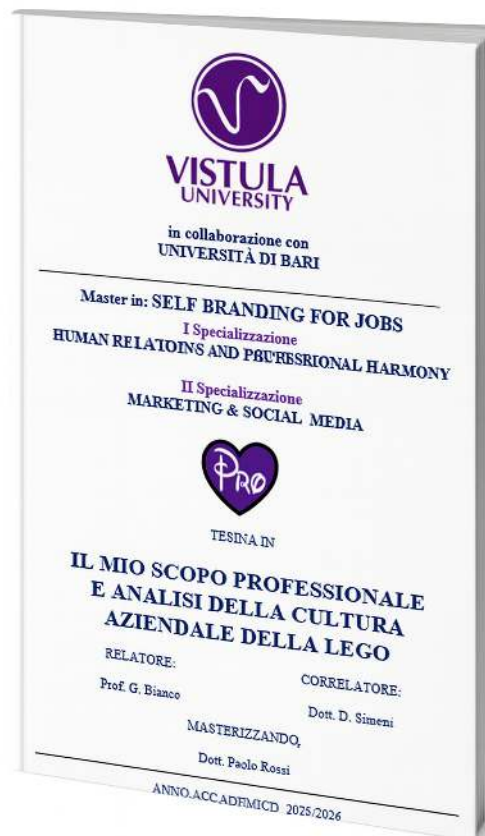 VISTULA
UNIVERSITY
in collaborazione con
UNIVERSITÀ DI BARI
Master in: SELF BRANDING FOR JOBS
I Specializzazione
HUMAN RELATOINS AND HARMONY
II Specializzazione
MARKETING & SOCIAL MEDIA
PRO
TESINA IN
IL MIO SCOPO PROFESSIONALE
E ANALISI DELLA CULTURA
AZIENDALE DELLA LEGO
RELATORE:
CORRELATORE:
Prof. G. Bianco
Dott. D. Simeni
MASTERIZZANDO,
Dott. Paolo Rossi
ANNO.ACC.ADFMICD 2025/2026